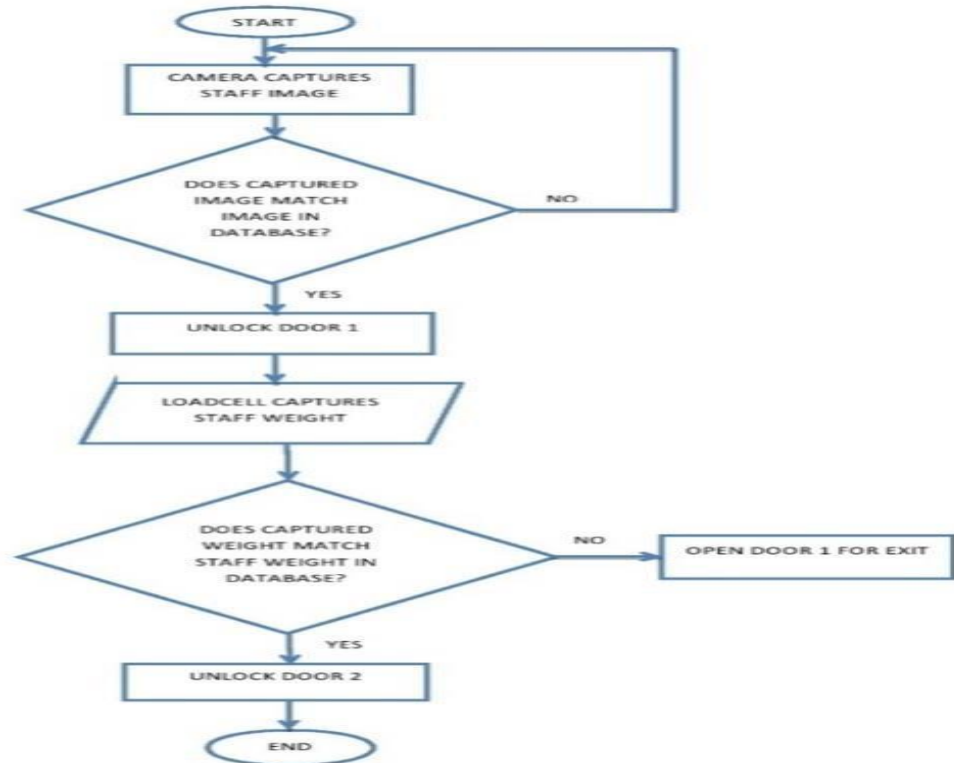 START
CAMERA CAPTURES
STAFF IMAGE
DOES CAPTURED
IMAGE MATCH
IMAGE IN
DATABASE?
NO
YES
UNLOCK DOOR 1
LOADCELL CAPTURES
STAFF WEIGHT
DOES CAPTURED
WEIGHT MATCH
STAFF WEIGHT IN
DATABASE?
NO
OPEN DOOR 1 FOR EXIT
YES
UNLOCK DOOR 2
END